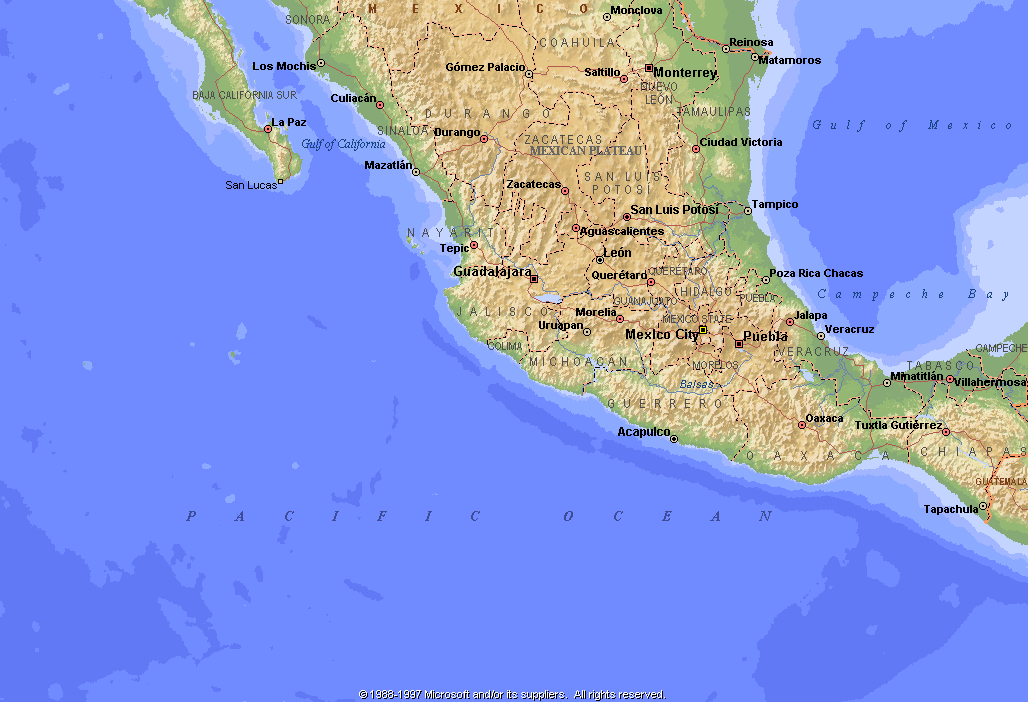 MEXICO
Monclova
SONORA
COAHUILA
Reinosa
Matamoros
Los Mochis
Gómez Palacio
Saltillo
Monterrey
NUEVO
LEÓN
BAJA CALIFORNIA SUR
Culiacán
DURANGO
TAMAULIPAS
Gulf of Mexico
La Paz
SINALOA
Durango
ZACATECAS
MEXICAN PLATEAU
Ciudad Victoria
Gulf of California
Mazatlán
San Lucas
Zacatecas
SAN LUIS
POTOSÍ
San Luis Potosí
Tampico
NAYARIT
Aguascalientes
Tepic
León
Guadalajara
Querétaro
QUERETARO
Poza Rica Chacas
HIDALGO
PUEBLA
Campeche Bay
GUANAJUATO
JALISCO
Morelia
MEXICO STATE
Jalapa
Uruapan
Mexico City
Puebla
Veracruz
COLIMA
MICHOACAN
MORELOS
VERACRUZ
CAMPECHE
TABASCO
Minatitlán
Villahermosa
Balsas
GUERRERO
Acapulco
Oaxaca
Tuxtla Gutiérrez
OAXACA
CHIAPAS
GUATEMALA
Tapachula
PACIFIC OCEAN
© 1988-1997 Microsoft and/or its suppliers. All rights reserved.